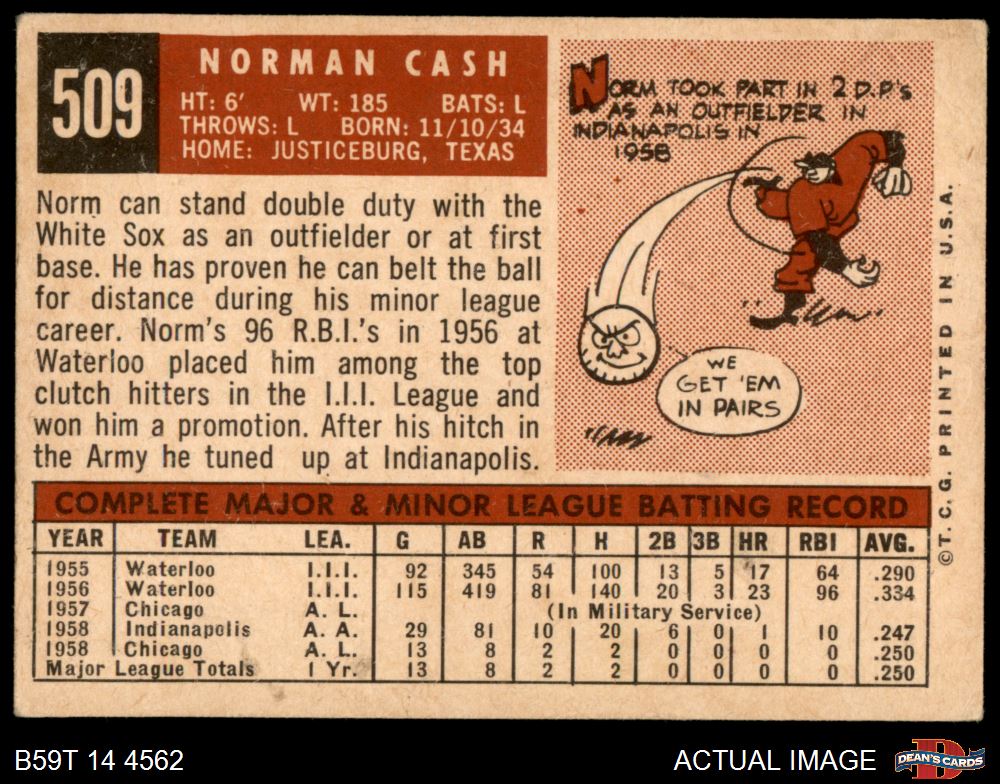 509
NORMAN CASH
HT: 6' WT: 185 BATS: L
THROWS: L BORN: 11/10/34
HOME: JUSTICEBURG, TEXAS
Norm can stand double duty with the
White Sox as an outfielder or at first
base. He has proven he can belt the ball
for distance during his minor league
career. Norm's 96 R.B.I.'s in 1956 at
Waterloo placed him among the top
clutch hitters in the I.I.I. League and
won him a promotion. After his hitch in
the Army he tuned up at Indianapolis.
NORM TOOK PART IN 2 D.P.'s
AS AN OUTFIELDER IN
INDIANAPOLIS IN
1958
WE
GET 'EM
IN PAIRS
© T. C. G. PRINTED IN U.S.A.
COMPLETE MAJOR & MINOR LEAGUE BATTING RECORD
YEAR TEAM LEA. G AB R H 2B 3B HR RBI AVG.
1955 Waterloo I.I.I. 92 345 54 100 13 5 17 64 .290
1956 Waterloo I.I.I. 115 419 81 140 20 3 23 96 .334
1957 Chicago A. L. (In Military Service)
1958 Indianapolis A. A. 29 81 10 20 6 0 1 10 .247
1958 Chicago A. L. 13 8 2 2 0 0 0 0 .250
Major League Totals 1 Yr. 13 8 2 2 0 0 0 0 .250
B59T 14 4562
ACTUAL IMAGE
D
DEAN'S CARDS